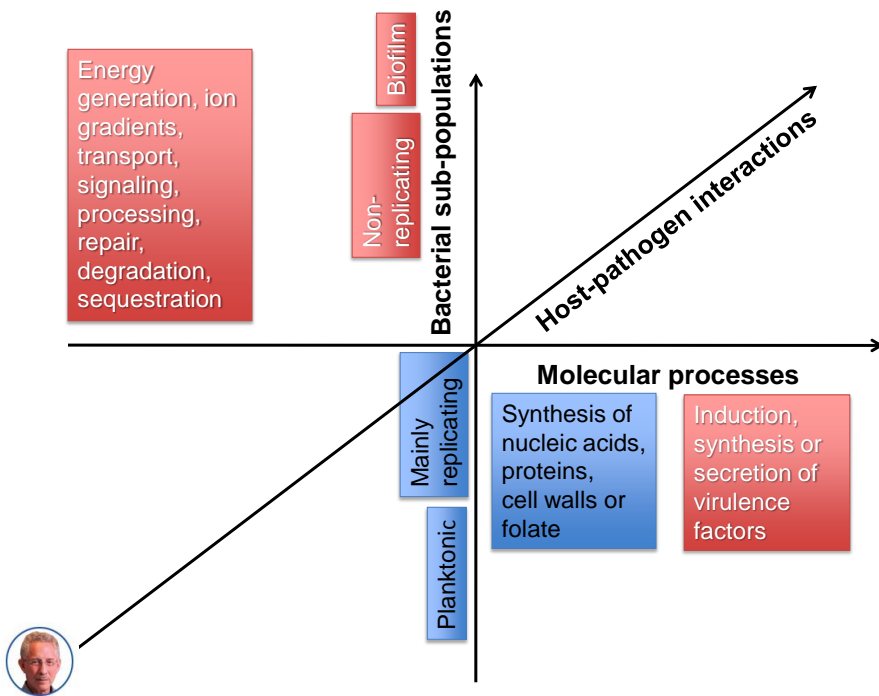 Energy
generation, ion
gradients,
transport,
signaling,
processing,
repair,
degradation,
sequestration
Biofilm
Non-
replicating
Bacterial sub-populations
Host-pathogen interactions
Molecular processes
Mainly
replicating
Planktonic
Synthesis of
nucleic acids,
proteins,
cell walls or
folate
Induction,
synthesis or
secretion of
virulence
factors